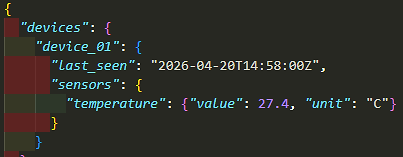 {
  "devices": {
    "device_01": {
      "last_seen": "2026-04-20T14:58:00Z",
      "sensors": {
        "temperature": {"value": 27.4, "unit": "C"}
      }
    }
  }